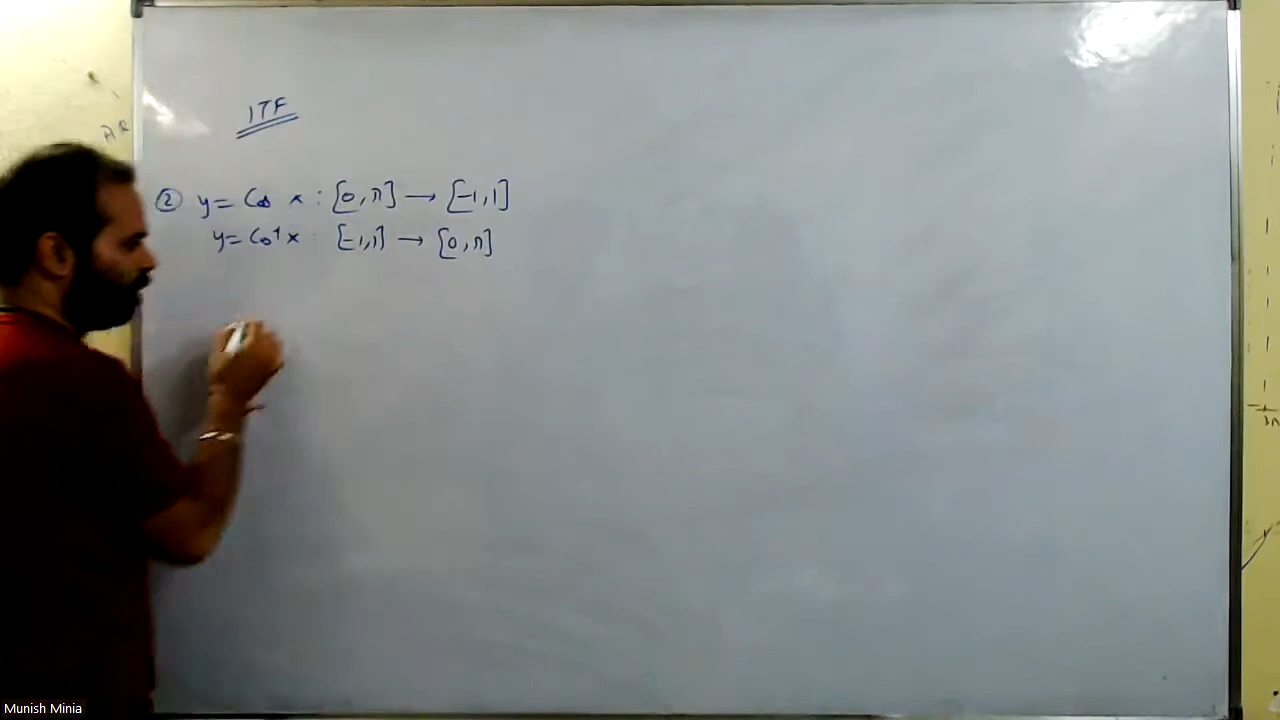 ITF
② y = Cos x : [0, π] → [-1, 1]
y = Cos⁻¹ x : [-1, 1] → [0, π]
Munish Minia